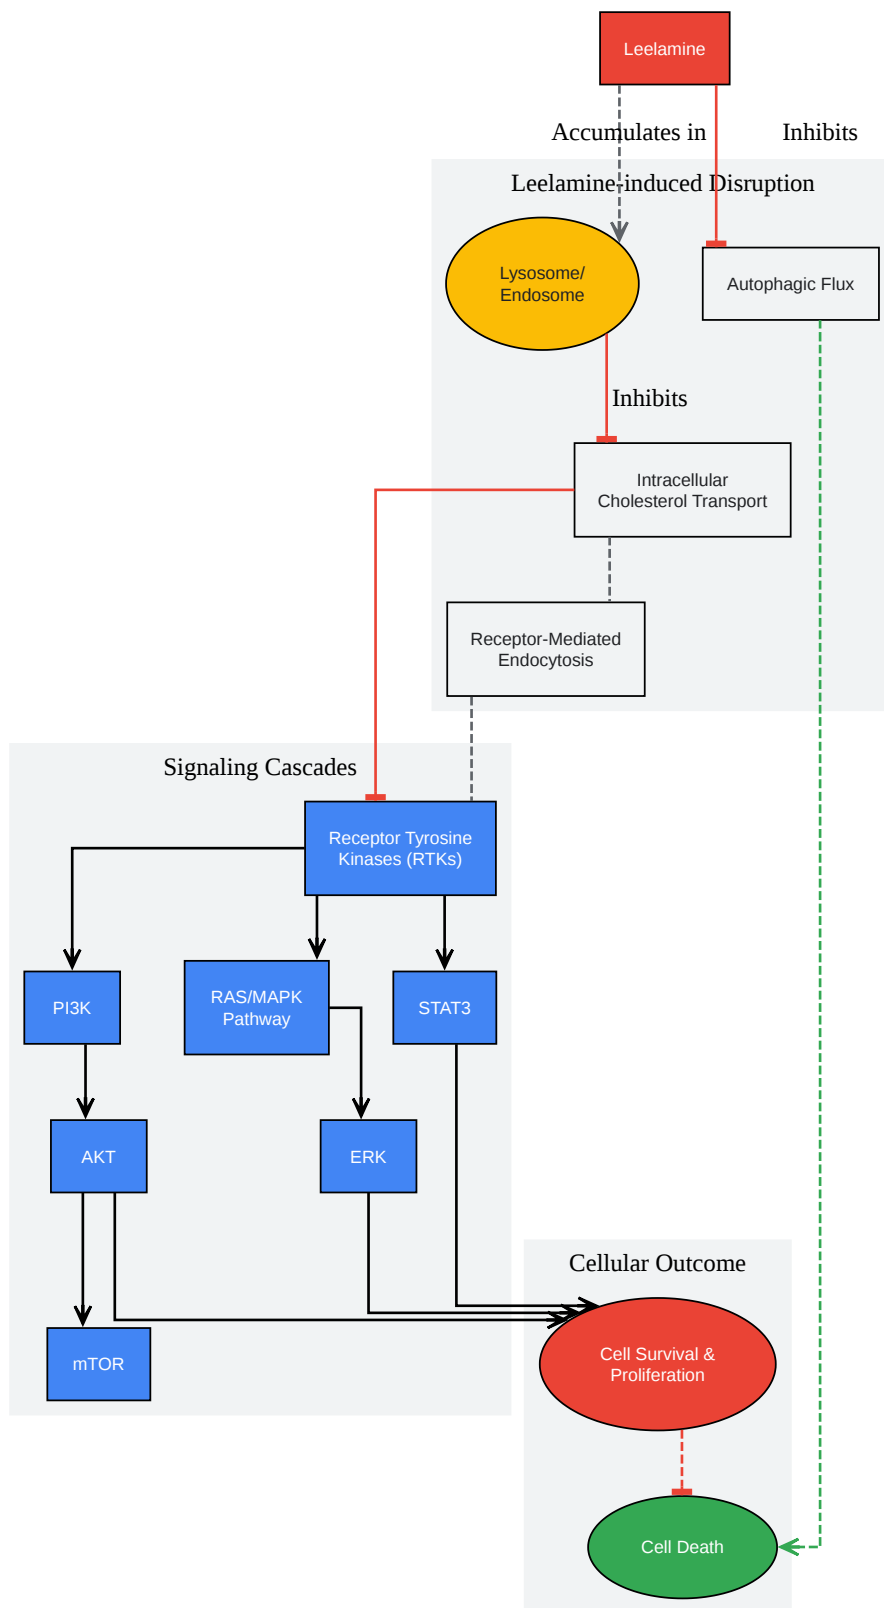 Leelamine
Accumulates in
Inhibits
Leelamine-induced Disruption
Lysosome/
Endosome
Autophagic Flux
Inhibits
Intracellular
Cholesterol Transport
Receptor-Mediated
Endocytosis
Signaling Cascades
Receptor Tyrosine
Kinases (RTKs)
PI3K
RAS/MAPK
Pathway
STAT3
AKT
ERK
Cellular Outcome
mTOR
Cell Survival &
Proliferation
Cell Death